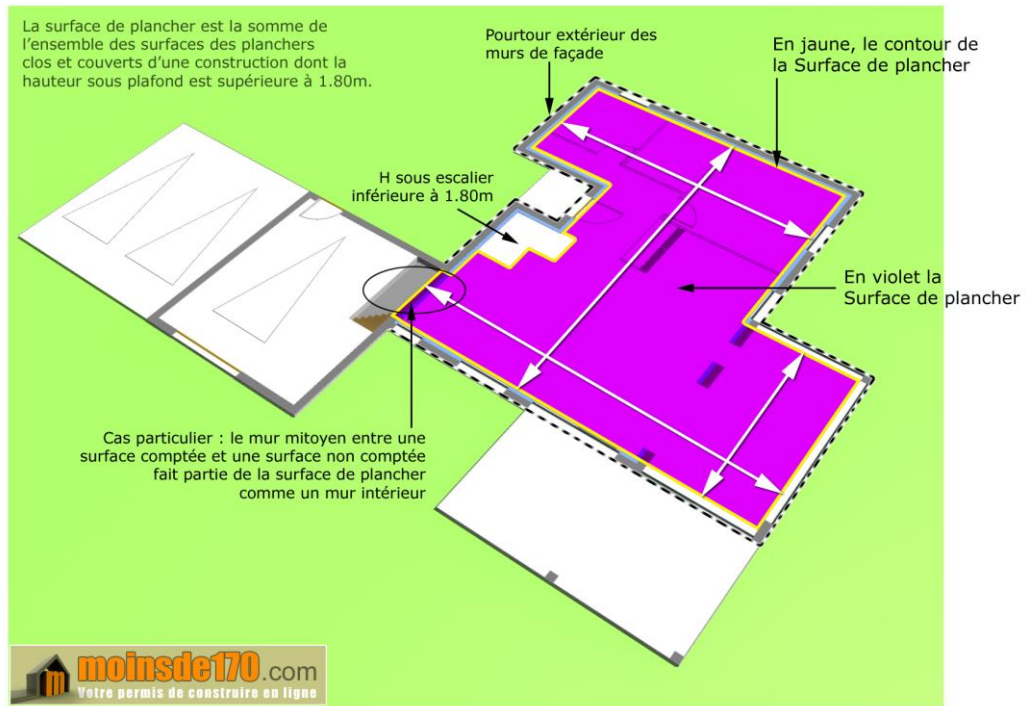 La surface de plancher est la somme de
l'ensemble des surfaces des planchers
clos et couverts d'une construction dont la
hauteur sous plafond est supérieure à 1.80m.
Pourtour extérieur des
murs de façade
En jaune, le contour de
la Surface de plancher
H sous escalier
inférieure à 1.80m
En violet la
Surface de plancher
Cas particulier : le mur mitoyen entre une
surface comptée et une surface non comptée
fait partie de la surface de plancher
comme un mur intérieur
moinsde170.com
Votre permis de construire en ligne